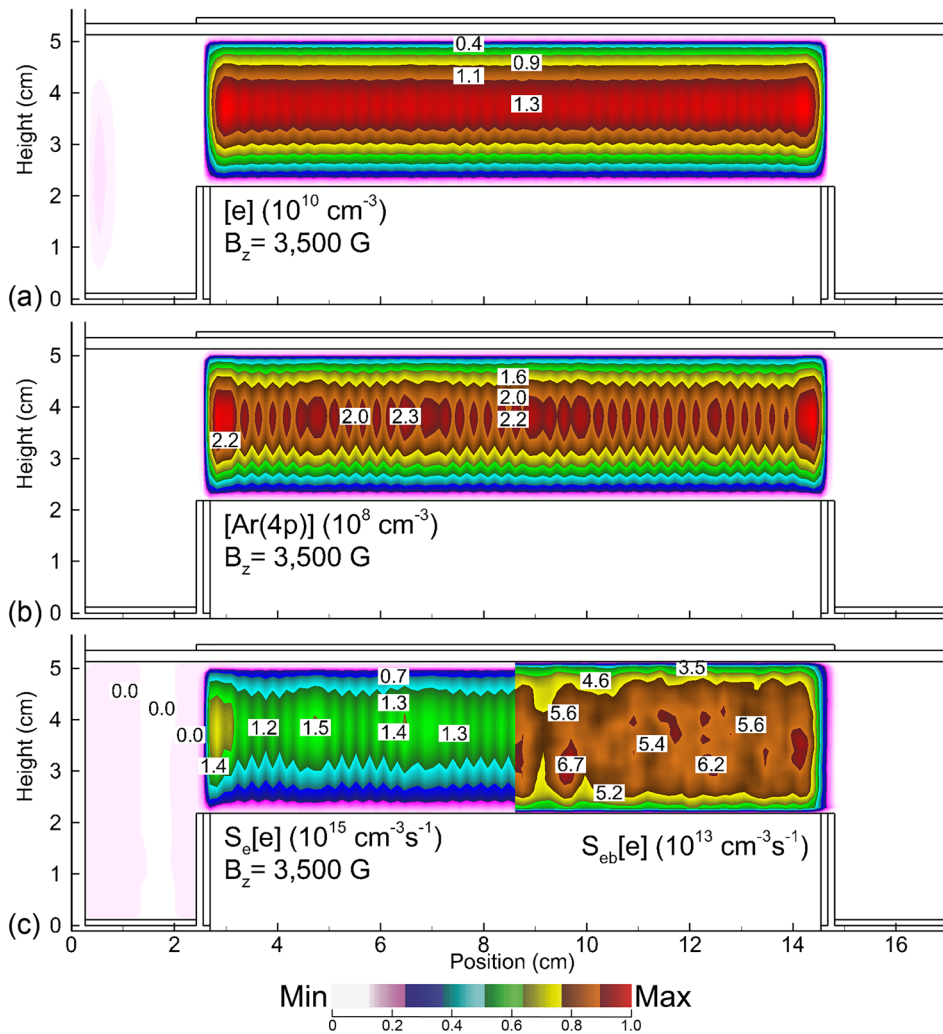 5
0.4
0.9
4
1.1
1.3
3
2
1
0
Height (cm)
[e] (10¹⁰ cm⁻³)
B_z= 3,500 G
(a)
5
1.6
4
2.0
2.0
2.3
2.2
2.2
3
2
1
0
Height (cm)
[Ar(4p)] (10⁸ cm⁻³)
B_z= 3,500 G
(b)
5
0.7
4.6
3.5
0.0
0.0
0.0
1.3
5.6
4
1.2
1.5
1.4
1.3
5.4
5.6
3
1.4
6.7
6.2
5.2
2
1
0
Height (cm)
S_e[e] (10¹⁵ cm⁻³s⁻¹)
S_eb[e] (10¹³ cm⁻³s⁻¹)
B_z= 3,500 G
(c)
0 2 4 6 8 10 12 14 16
Position (cm)
Min Max
0 0.2 0.4 0.6 0.8 1.0